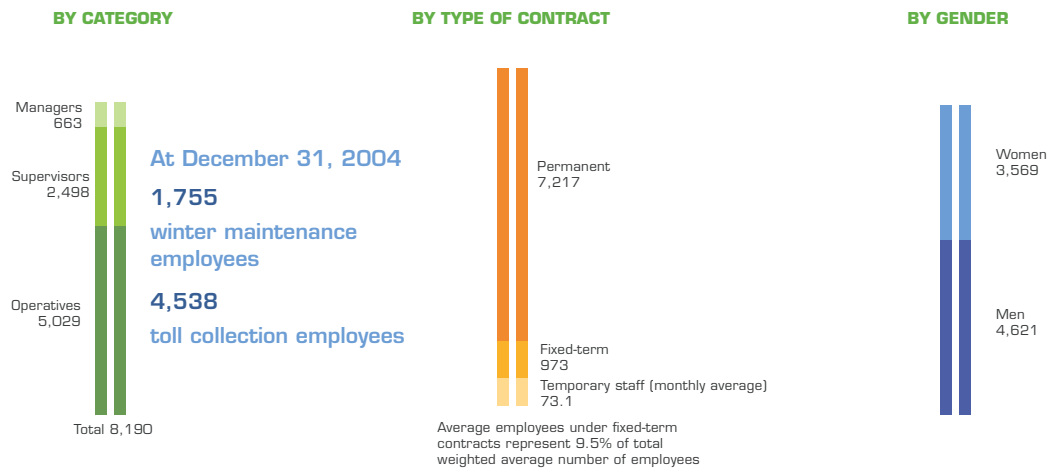 BY CATEGORY
Managers
663
Supervisors
2,498
Operatives
5,029
Total 8,190
At December 31, 2004
1,755
winter maintenance
employees
4,538
toll collection employees
BY TYPE OF CONTRACT
Permanent
7,217
Fixed-term
973
Temporary staff (monthly average)
73.1
Average employees under fixed-term
contracts represent 9.5% of total
weighted average number of employees
BY GENDER
Women
3,569
Men
4,621